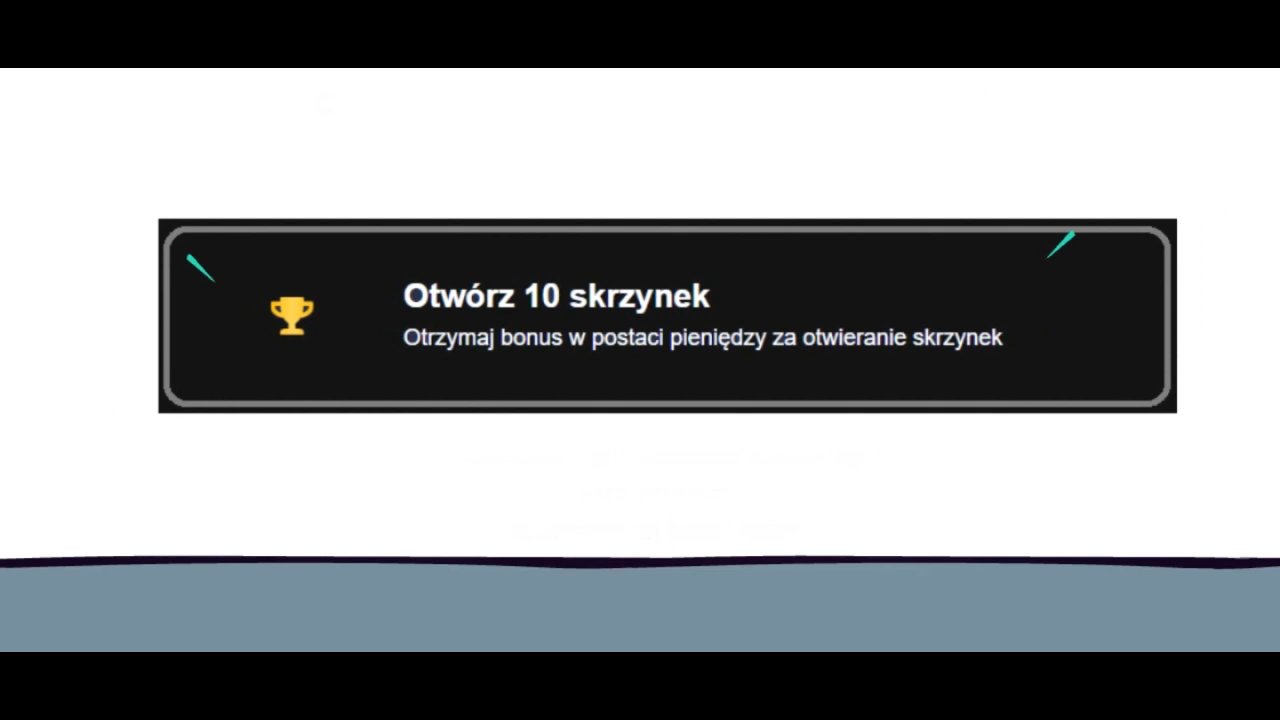 Otwórz 10 skrzynek
Otrzymaj bonus w postaci pieniędzy za otwieranie skrzynek